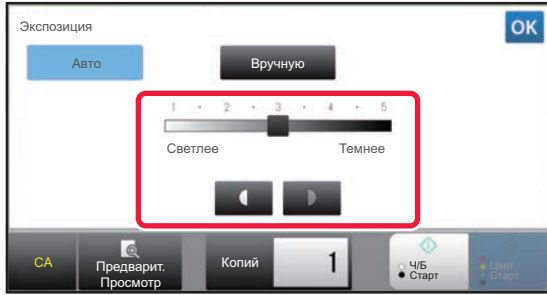 Экспозиция
OK
Авто
Вручную
1 · 2 · 3 · 4 · 5
Светлее
Темнее
CA
Предварит.
Просмотр
Копий
1
Ч/Б
Старт
Цвет
Старт